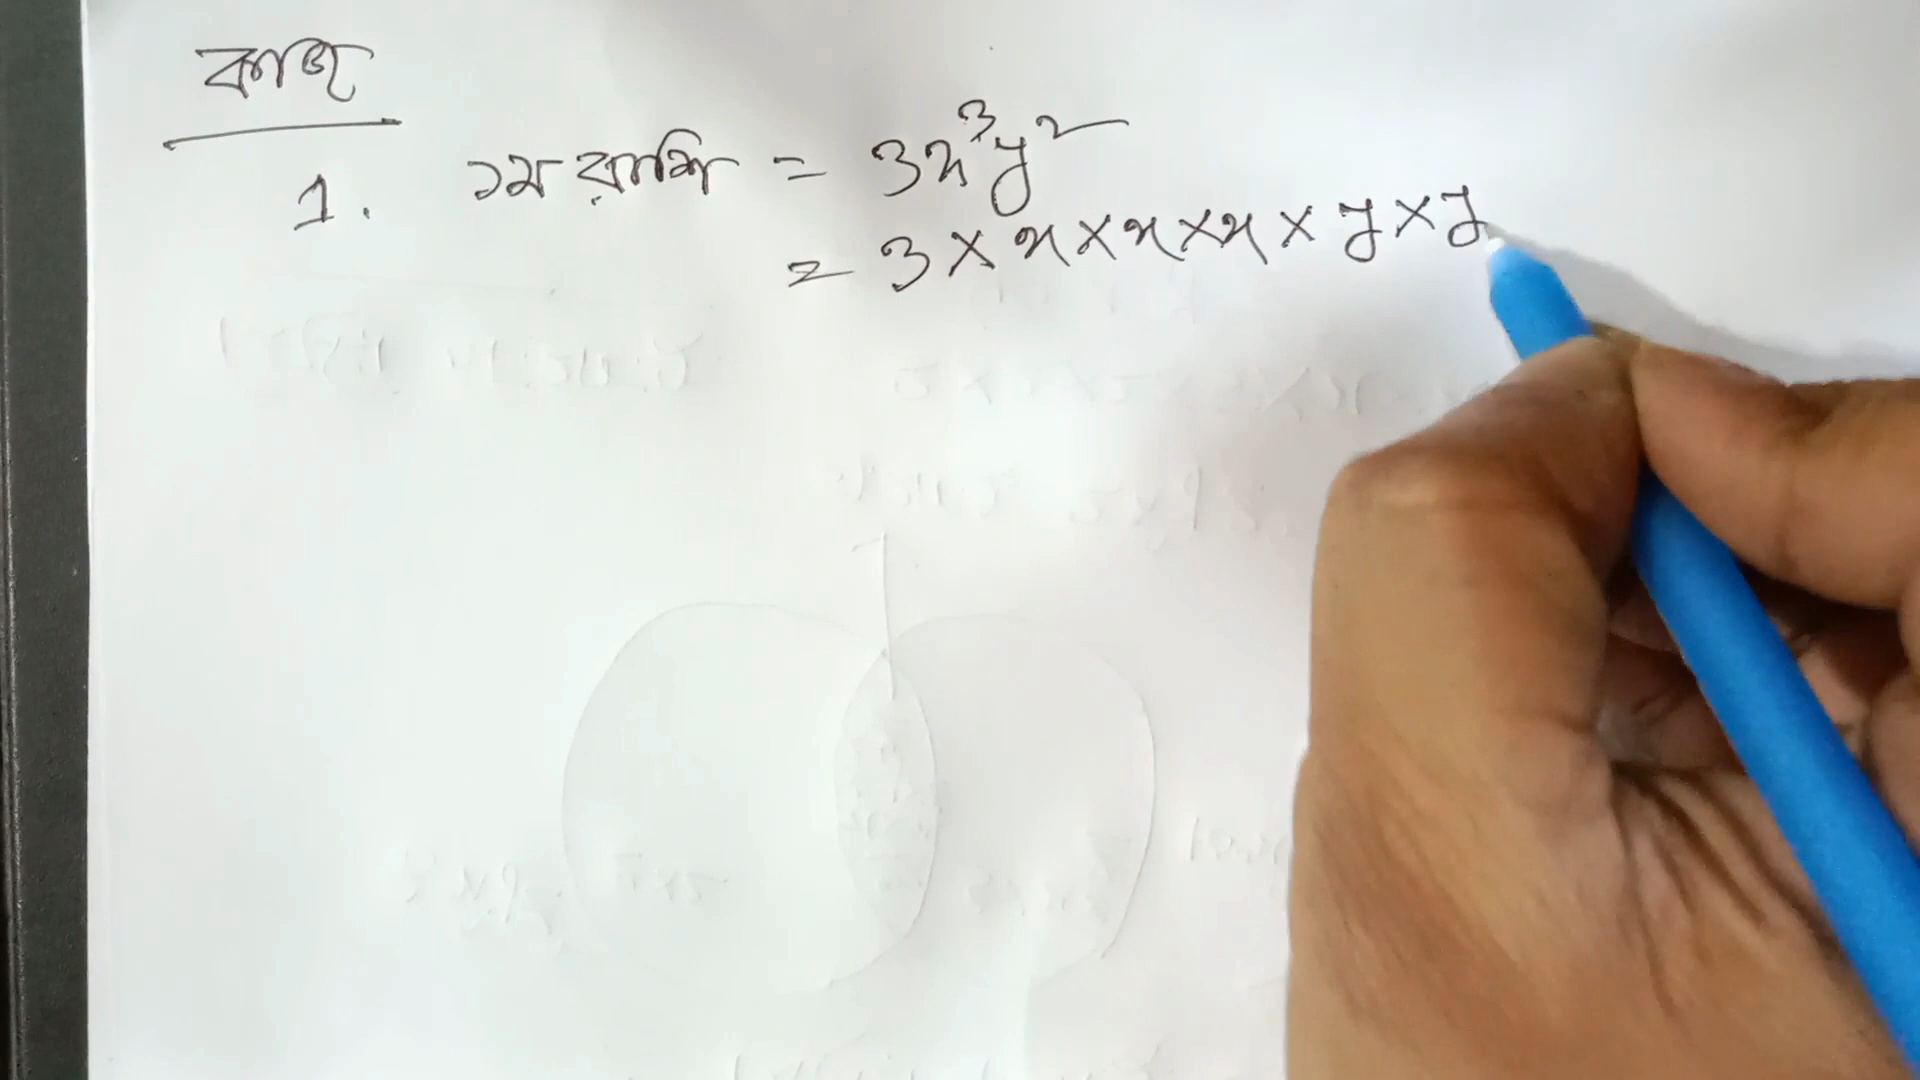 কাজ
1. ১ম রাশি = 3x³y²
= 3 × x × x × x × y × y